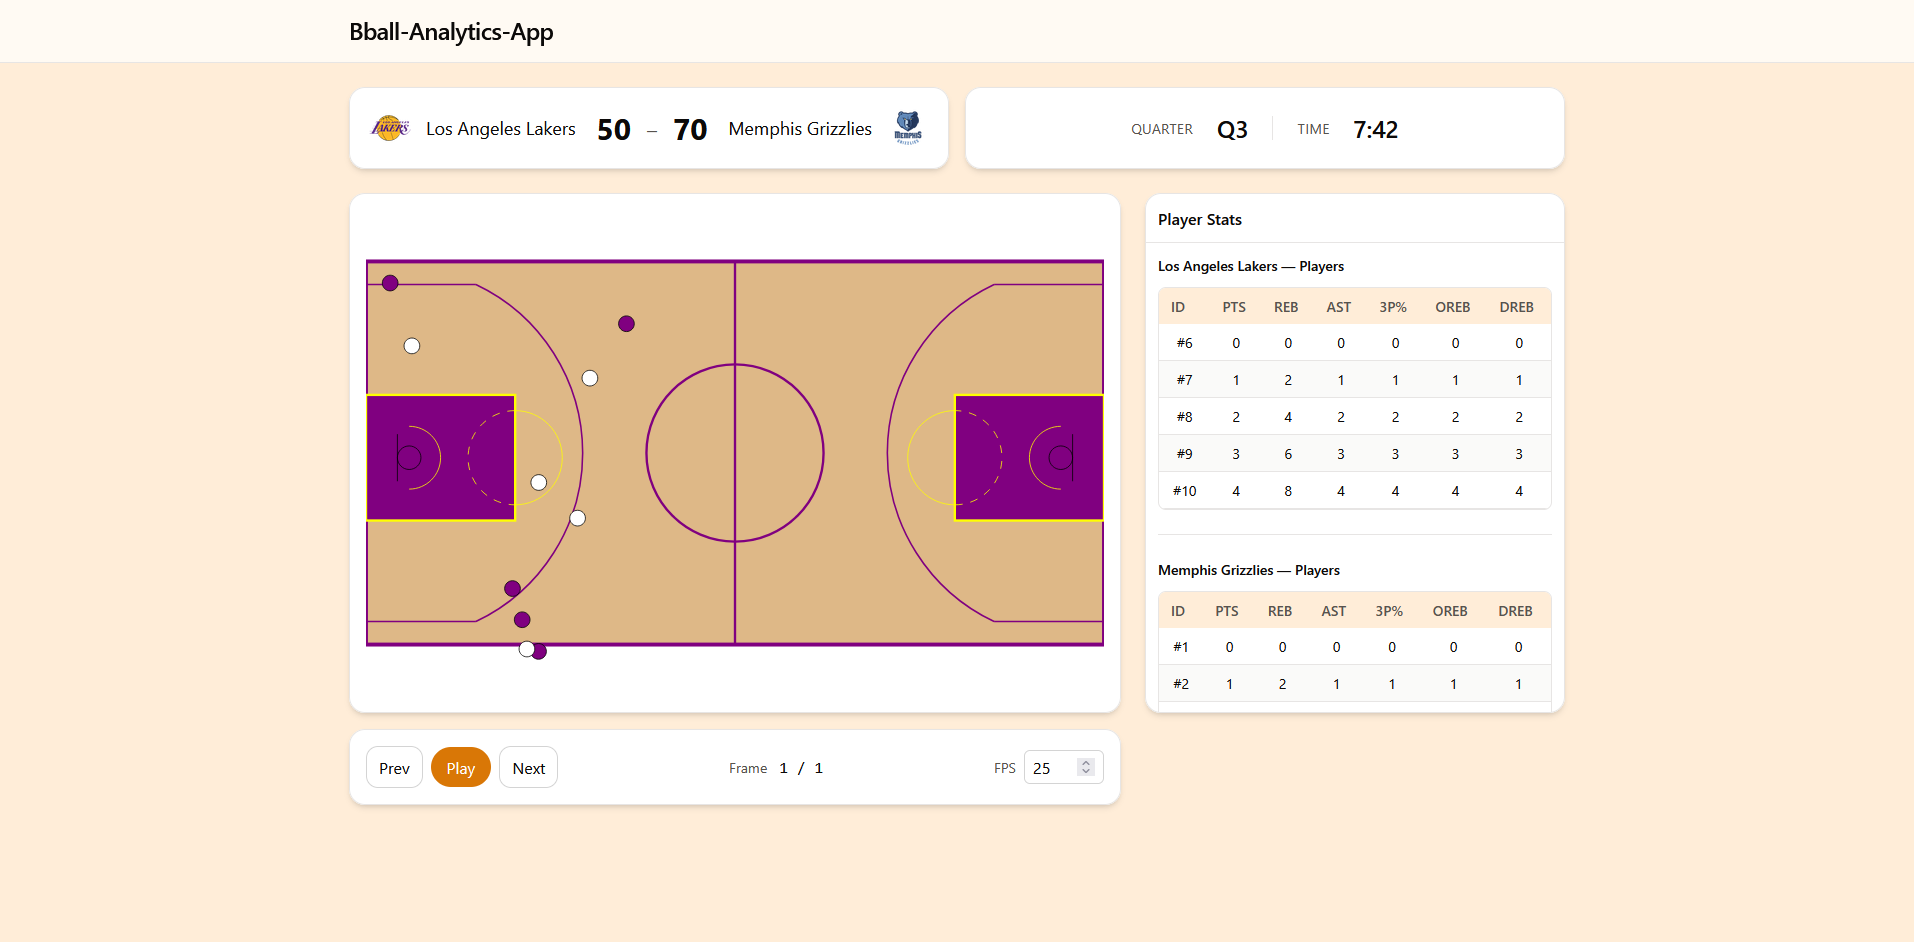 Bball-Analytics-App
LAKERS Los Angeles Lakers 50 – 70 Memphis Grizzlies MEMPHIS GRIZZLIES
QUARTER Q3 TIME 7:42
Player Stats
Los Angeles Lakers — Players
ID PTS REB AST 3P% OREB DREB
#6 0 0 0 0 0 0
#7 1 2 1 1 1 1
#8 2 4 2 2 2 2
#9 3 6 3 3 3 3
#10 4 8 4 4 4 4
Memphis Grizzlies — Players
ID PTS REB AST 3P% OREB DREB
#1 0 0 0 0 0 0
#2 1 2 1 1 1 1
Prev Play Next Frame 1 / 1 FPS 25